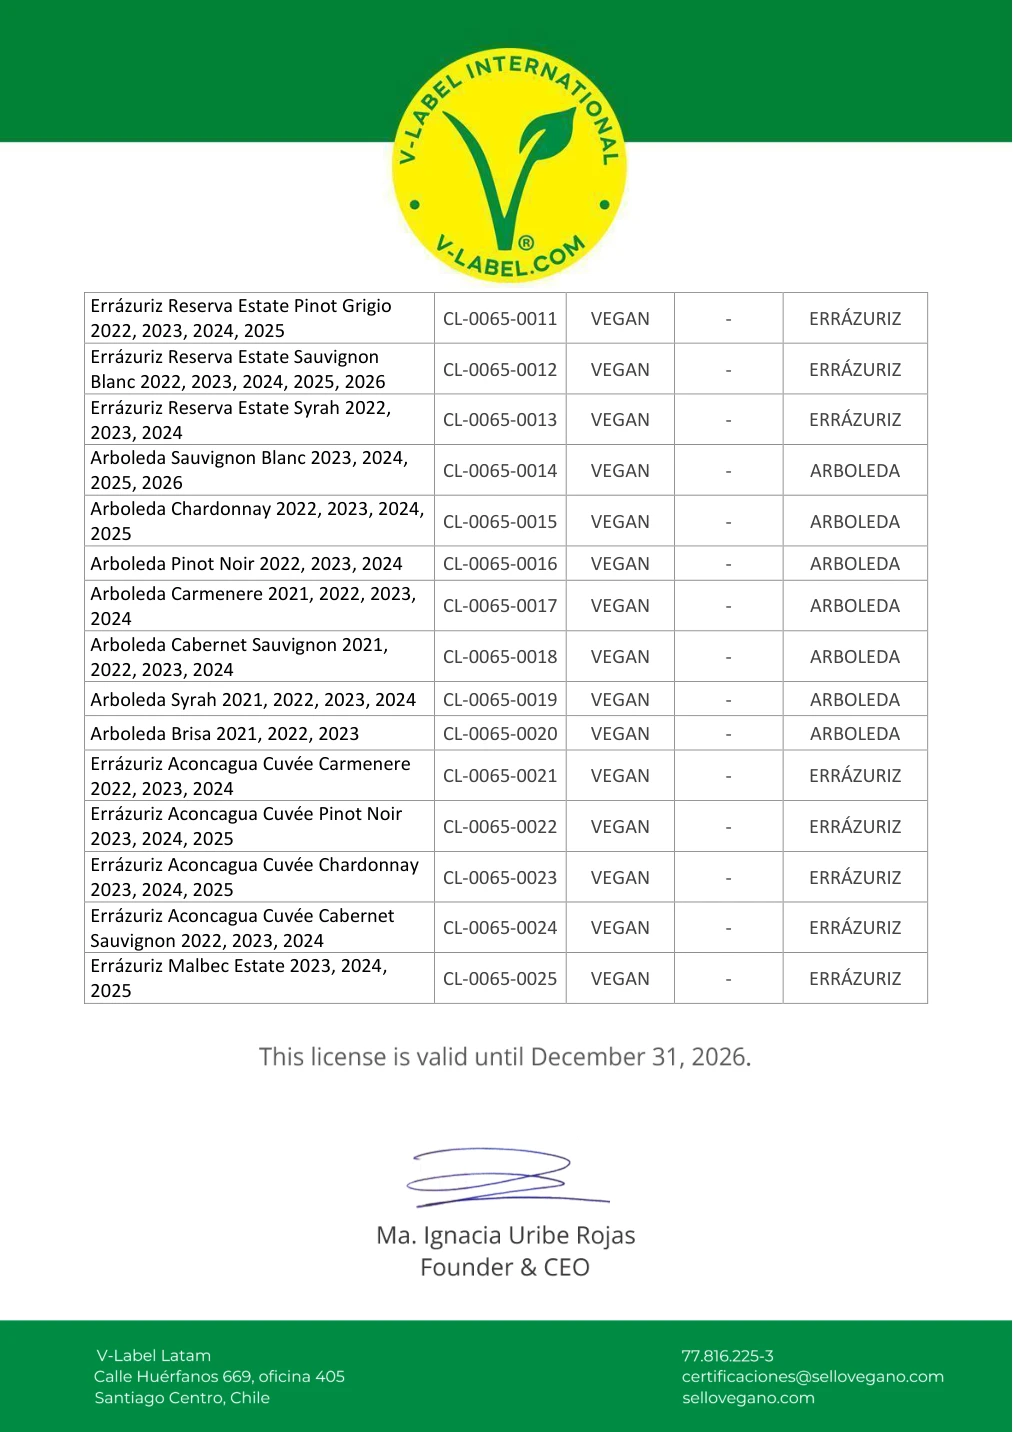 V-LABEL INTERNATIONAL
®
V-LABEL.COM
Errázuriz Reserva Estate Pinot Grigio
2022, 2023, 2024, 2025
CL-0065-0011 VEGAN - ERRÁZURIZ
Errázuriz Reserva Estate Sauvignon
Blanc 2022, 2023, 2024, 2025, 2026
CL-0065-0012 VEGAN - ERRÁZURIZ
Errázuriz Reserva Estate Syrah 2022,
2023, 2024
CL-0065-0013 VEGAN - ERRÁZURIZ
Arboleda Sauvignon Blanc 2023, 2024,
2025, 2026
CL-0065-0014 VEGAN - ARBOLEDA
Arboleda Chardonnay 2022, 2023, 2024,
2025
CL-0065-0015 VEGAN - ARBOLEDA
Arboleda Pinot Noir 2022, 2023, 2024 CL-0065-0016 VEGAN - ARBOLEDA
Arboleda Carmenere 2021, 2022, 2023,
2024
CL-0065-0017 VEGAN - ARBOLEDA
Arboleda Cabernet Sauvignon 2021,
2022, 2023, 2024
CL-0065-0018 VEGAN - ARBOLEDA
Arboleda Syrah 2021, 2022, 2023, 2024 CL-0065-0019 VEGAN - ARBOLEDA
Arboleda Brisa 2021, 2022, 2023 CL-0065-0020 VEGAN - ARBOLEDA
Errázuriz Aconcagua Cuvée Carmenere
2022, 2023, 2024
CL-0065-0021 VEGAN - ERRÁZURIZ
Errázuriz Aconcagua Cuvée Pinot Noir
2023, 2024, 2025
CL-0065-0022 VEGAN - ERRÁZURIZ
Errázuriz Aconcagua Cuvée Chardonnay
2023, 2024, 2025
CL-0065-0023 VEGAN - ERRÁZURIZ
Errázuriz Aconcagua Cuvée Cabernet
Sauvignon 2022, 2023, 2024
CL-0065-0024 VEGAN - ERRÁZURIZ
Errázuriz Malbec Estate 2023, 2024,
2025
CL-0065-0025 VEGAN - ERRÁZURIZ
This license is valid until December 31, 2026.
Ma. Ignacia Uribe Rojas
Founder & CEO
V-Label Latam
Calle Huérfanos 669, oficina 405
Santiago Centro, Chile
77.816.225-3
certificaciones@sellovegano.com
sellovegano.com